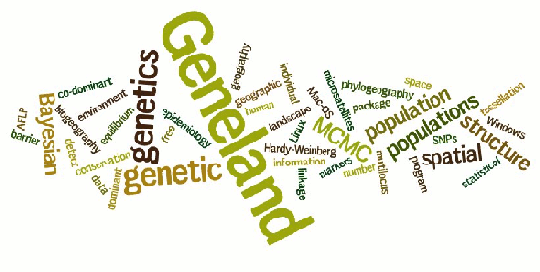 AFLP
barrier
Bayesian
co-dominant
environment
biogeography
detect
conservation
data
dominant
equilibrium
genetics
genetic
free
epidemiology
Geneland
geography
geographic
human
individual
landscape
Linux
Mac-OS
microsatellites
Hardy-Weinberg
information
linkage
MCMC
markers
number
package
phylogeography
space
population
populations
multilocus
program
SNPs
spatial
structure
tessellation
Windows